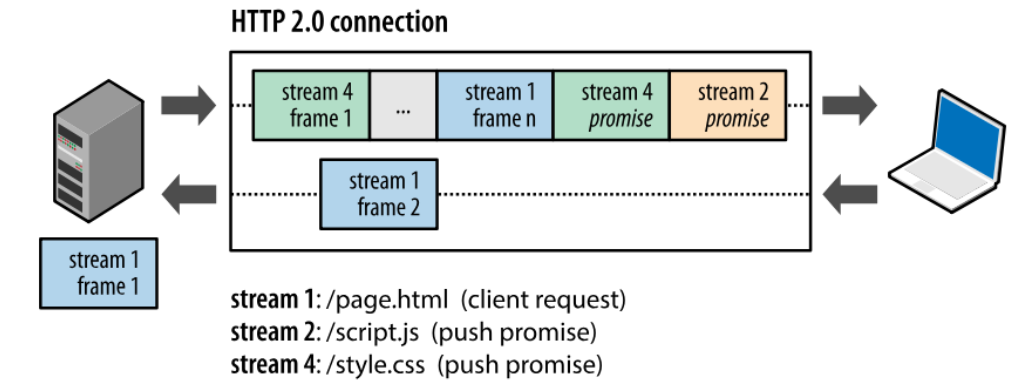 HTTP 2.0 connection
stream 4
frame 1
...
stream 1
frame n
stream 4
promise
stream 2
promise
stream 1
frame 2
stream 1
frame 1
stream 1: /page.html (client request)
stream 2: /script.js (push promise)
stream 4: /style.css (push promise)